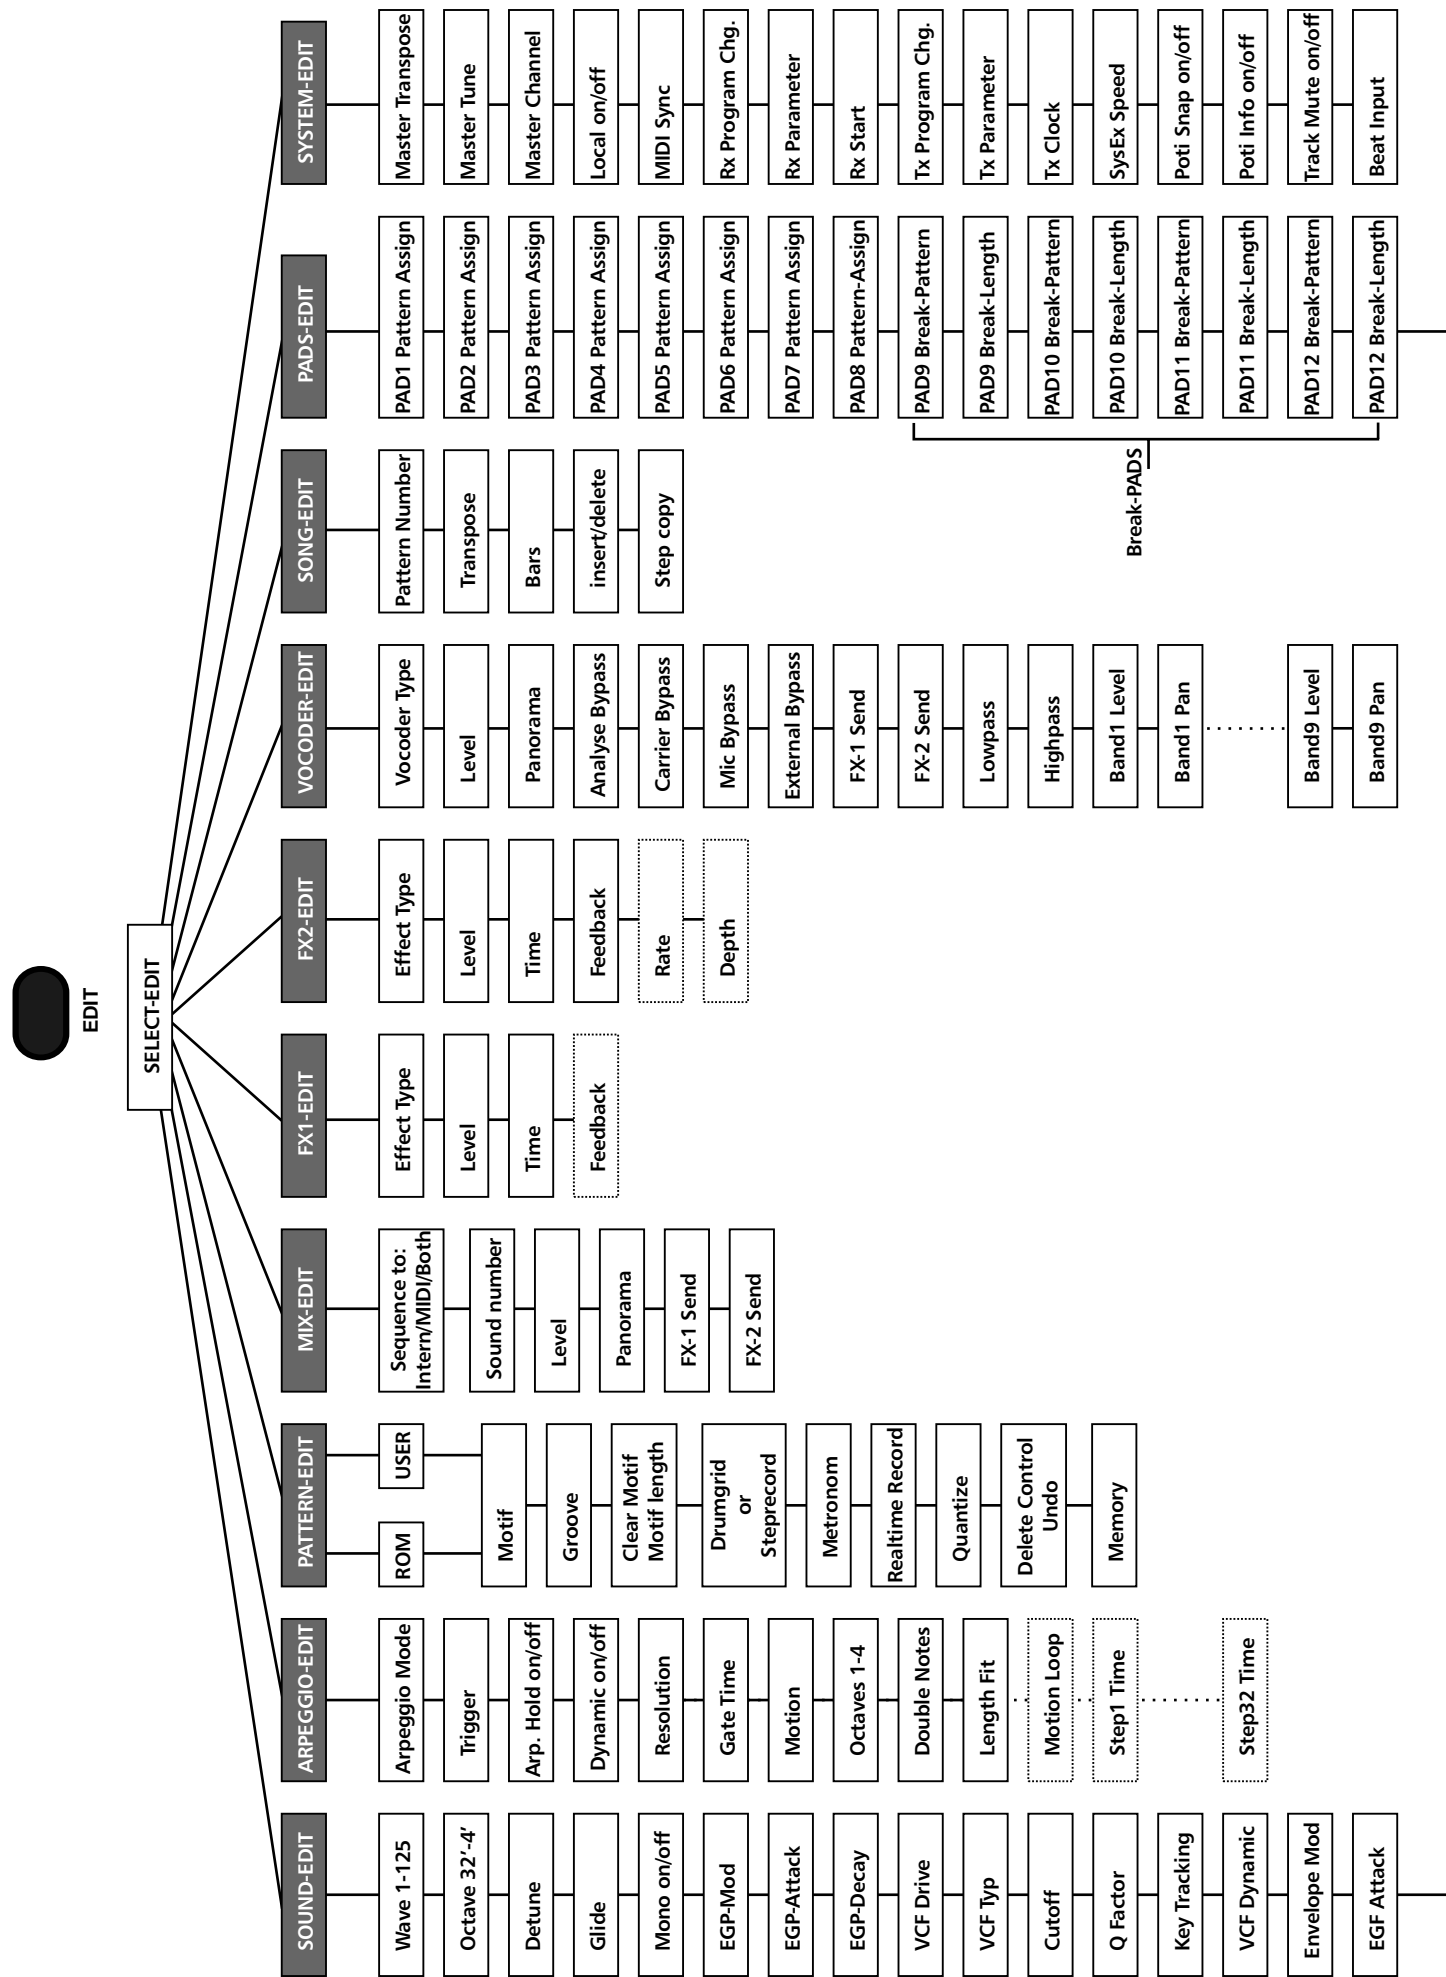 EDIT
SELECT-EDIT
SOUND-EDIT
Wave 1-125
Octave 32'-4'
Detune
Glide
Mono on/off
EGP-Mod
EGP-Attack
EGP-Decay
VCF Drive
VCF Typ
Cutoff
Q Factor
Key Tracking
VCF Dynamic
Envelope Mod
EGF Attack
ARPEGGIO-EDIT
Arpeggio Mode
Trigger
Arp. Hold on/off
Dynamic on/off
Resolution
Gate Time
Motion
Octaves 1-4
Double Notes
Length Fit
Motion Loop
Step1 Time
Step32 Time
PATTERN-EDIT
ROM
USER
Motif
Groove
Clear Motif
Motif length
Drumgrid
or
Steprecord
Metronom
Realtime Record
Quantize
Delete Control
Undo
Memory
MIX-EDIT
Sequence to:
Intern/MIDI/Both
Sound number
Level
Panorama
FX-1 Send
FX-2 Send
FX1-EDIT
Effect Type
Level
Time
Feedback
FX2-EDIT
Effect Type
Level
Time
Feedback
Rate
Depth
VOCODER-EDIT
Vocoder Type
Level
Panorama
Analyse Bypass
Carrier Bypass
Mic Bypass
External Bypass
FX-1 Send
FX-2 Send
Lowpass
Highpass
Band1 Level
Band1 Pan
Band9 Level
Band9 Pan
SONG-EDIT
Pattern Number
Transpose
Bars
insert/delete
Step copy
PADS-EDIT
PAD1 Pattern Assign
PAD2 Pattern Assign
PAD3 Pattern Assign
PAD4 Pattern Assign
PAD5 Pattern Assign
PAD6 Pattern Assign
PAD7 Pattern Assign
PAD8 Pattern-Assign
PAD9 Break-Pattern
PAD9 Break-Length
PAD10 Break-Pattern
PAD10 Break-Length
PAD11 Break-Pattern
PAD11 Break-Length
PAD12 Break-Pattern
PAD12 Break-Length
Break-PADS
SYSTEM-EDIT
Master Transpose
Master Tune
Master Channel
Local on/off
MIDI Sync
Rx Program Chg.
Rx Parameter
Rx Start
Tx Program Chg.
Tx Parameter
Tx Clock
SysEx Speed
Poti Snap on/off
Poti Info on/off
Track Mute on/off
Beat Input